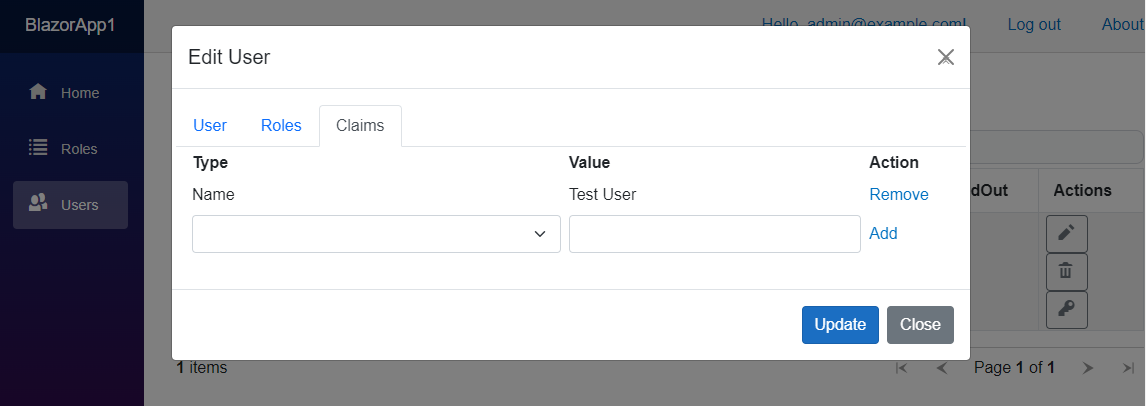 BlazorApp1
Hello, admin@example.com!
Log out
About
Edit User
Home
User
Roles
Claims
Roles
Type
Value
Action
Name
Test User
Remove
dOut
Actions
Users
Add
Update
Close
1 items
Page 1 of 1